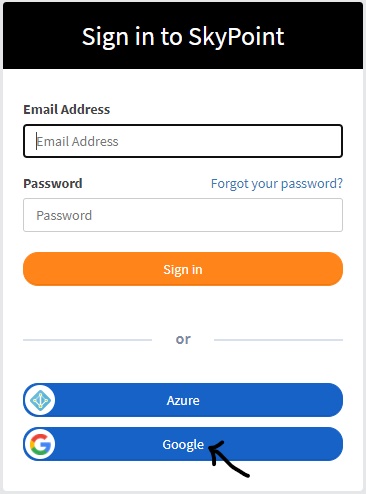 Sign in to SkyPoint
Email Address
Email Address
Password Forgot your password?
Password
Sign in
or
Azure
Google